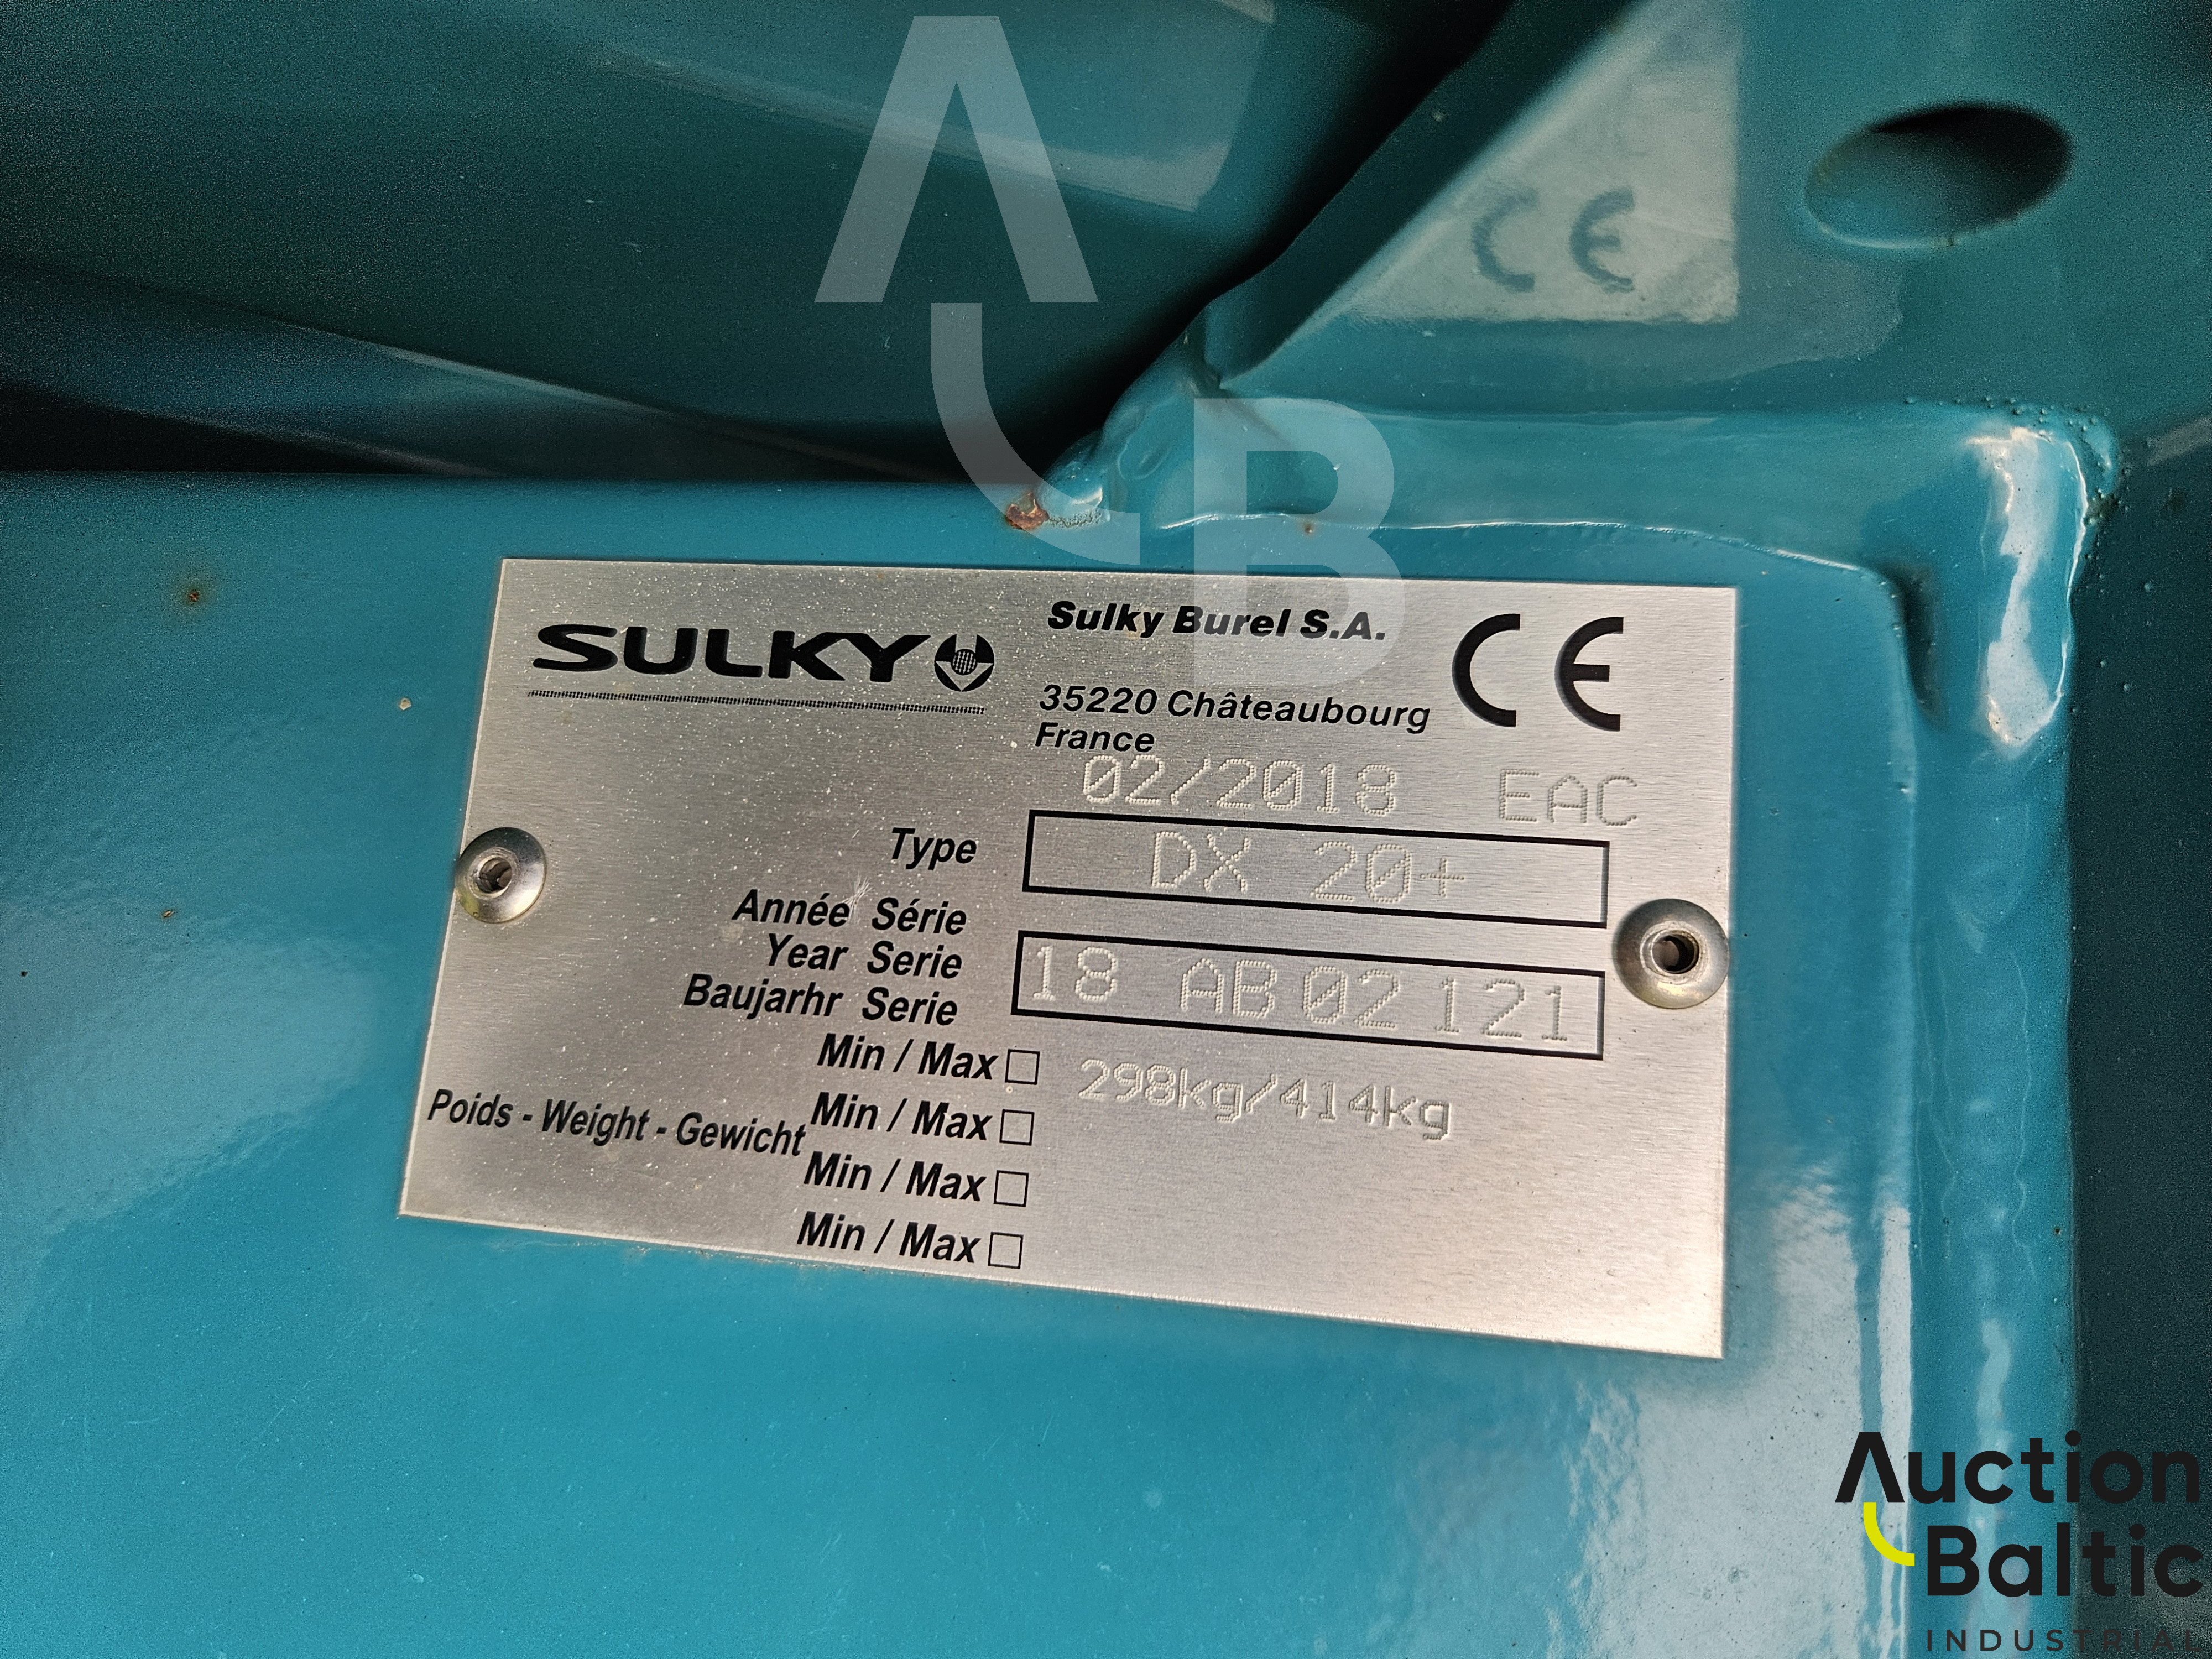 CE
SULKY
Sulky Burel S.A.
CE
35220 Châteaubourg
France
02/2018 EAC
Type DX 20+
Année Série
Year Serie 18 AB 02 121
Baujarhr Serie
Min / Max 298kg/414kg
Poids - Weight - Gewicht Min / Max
Min / Max
Min / Max
AB
Auction
Baltic
INDUSTRIAL